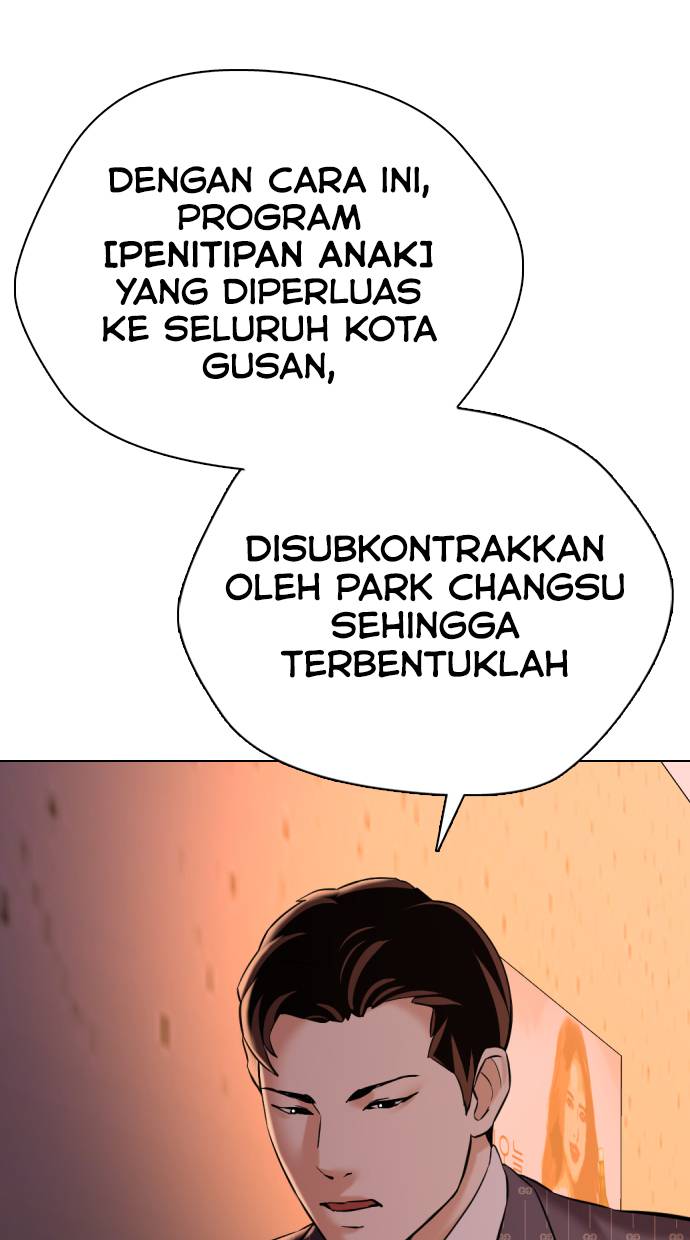 DENGAN CARA INI,
PROGRAM
[PENITIPAN ANAK]
YANG DIPERLUAS
KE SELURUH KOTA
GUSAN,
DISUBKONTRAKKAN
OLEH PARK CHANGSU
SEHINGGA
TERBENTUKLAH